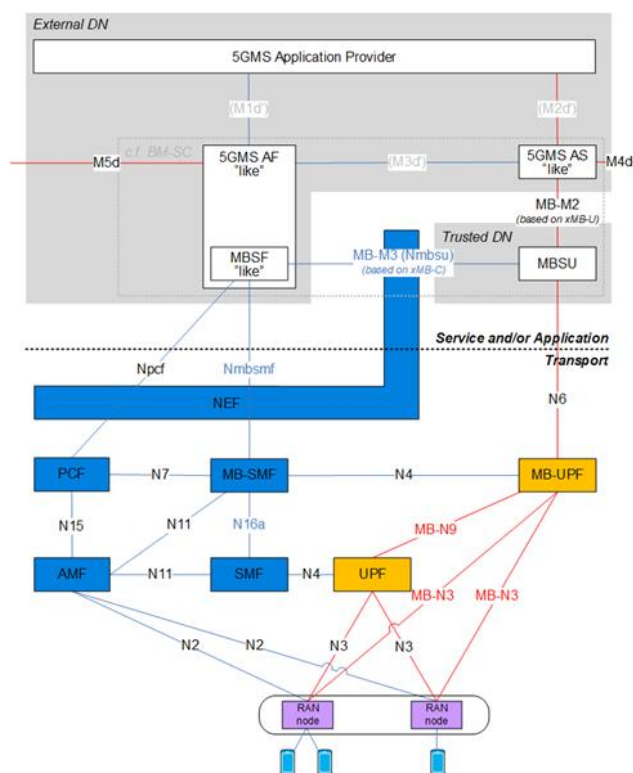 External DN
5GMS Application Provider
(M1d')
(M2d')
M5d
c.f. BM-SC
5GMS AF
"like"
(M3d')
5GMS AS
"like"
M4d
MB-M2
(based on xMB-U)
Trusted DN
MBSF
"like"
MB-M3 (Nmbsu)
(based on xMB-C)
MBSU
Service and/or Application
Transport
Npcf
Nmbsmf
N6
NEF
PCF
N7
MB-SMF
N4
MB-UPF
N15
N11
N16a
MB-N9
AMF
N11
SMF
N4
UPF
MB-N3
MB-N3
N2
N2
N3
N3
RAN
node
RAN
node